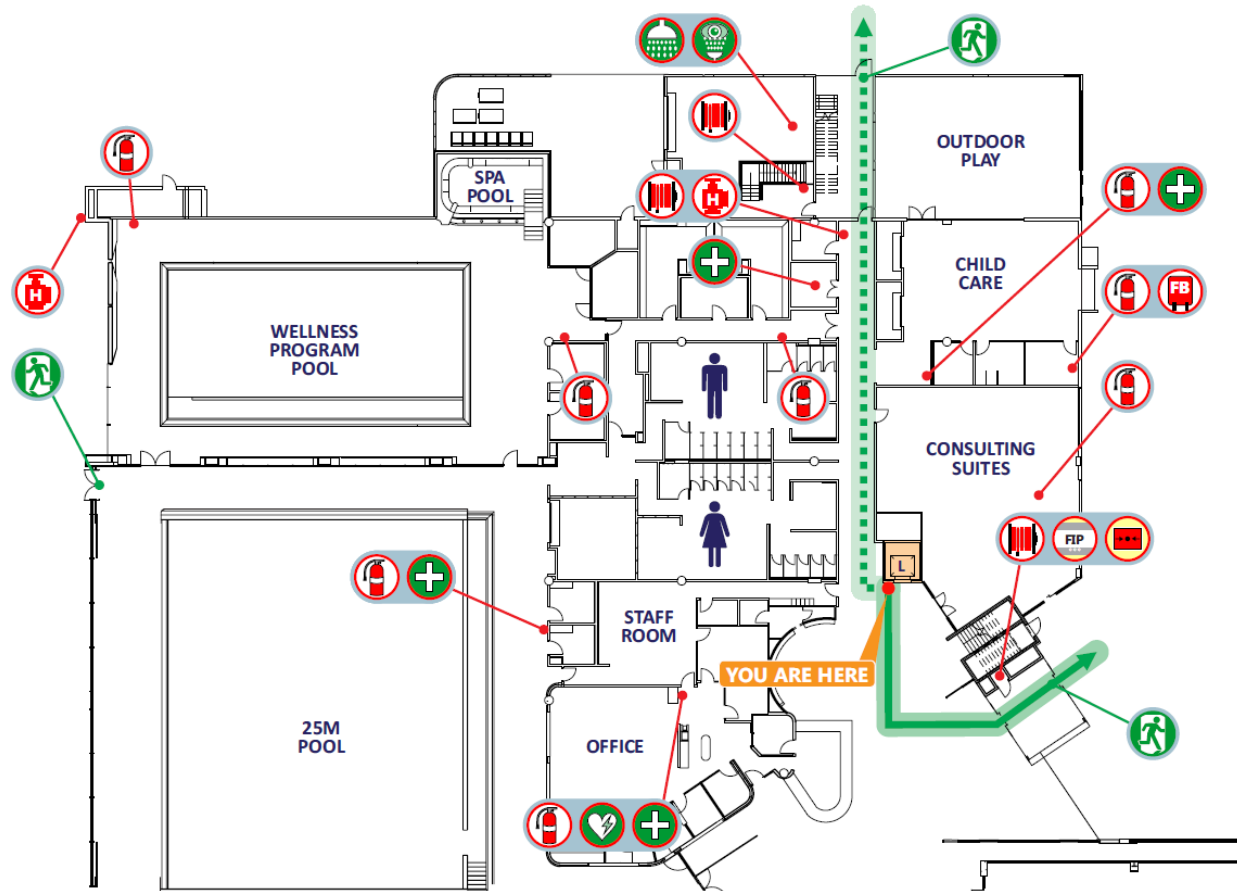 OUTDOOR
PLAY
SPA
POOL
H
H
CHILD
CARE
FB
WELLNESS
PROGRAM
POOL
CONSULTING
SUITES
FIP
L
STAFF
ROOM
YOU ARE HERE
25M
POOL
OFFICE